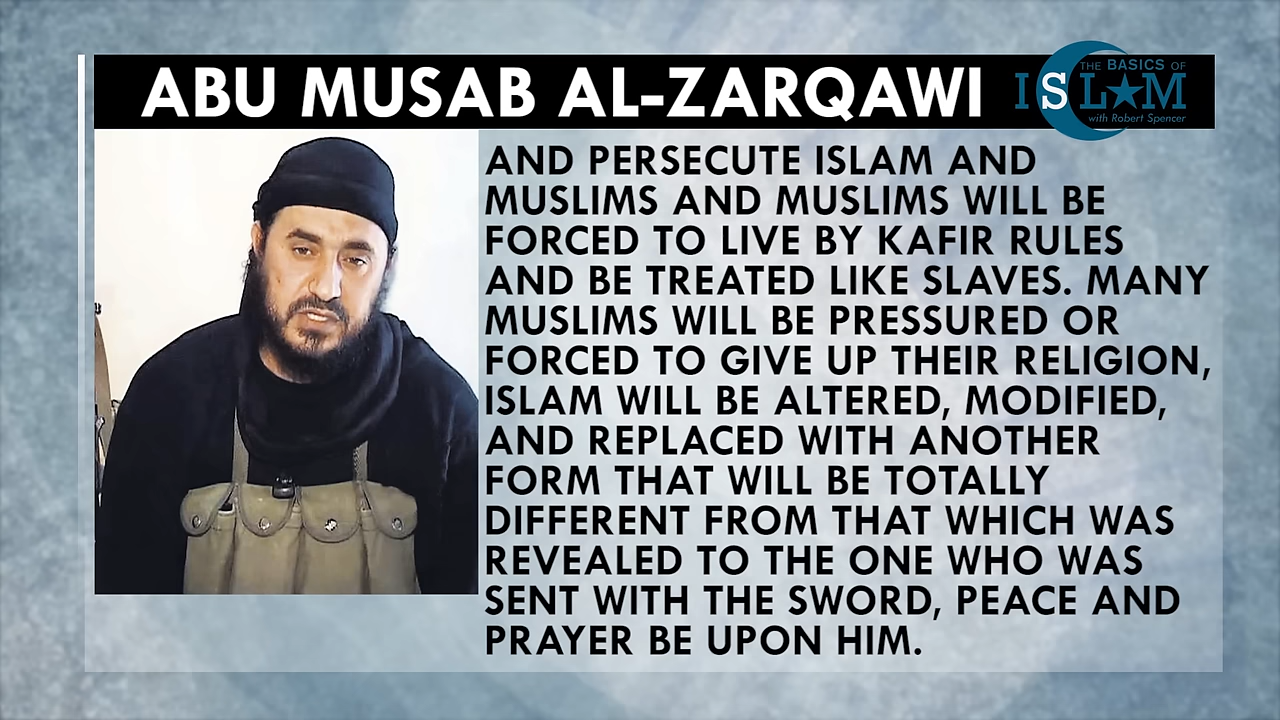 ABU MUSAB AL-ZARQAWI
THE BASICS OF
ISLAM
with Robert Spencer
AND PERSECUTE ISLAM AND
MUSLIMS AND MUSLIMS WILL BE
FORCED TO LIVE BY KAFIR RULES
AND BE TREATED LIKE SLAVES. MANY
MUSLIMS WILL BE PRESSURED OR
FORCED TO GIVE UP THEIR RELIGION,
ISLAM WILL BE ALTERED, MODIFIED,
AND REPLACED WITH ANOTHER
FORM THAT WILL BE TOTALLY
DIFFERENT FROM THAT WHICH WAS
REVEALED TO THE ONE WHO WAS
SENT WITH THE SWORD, PEACE AND
PRAYER BE UPON HIM.